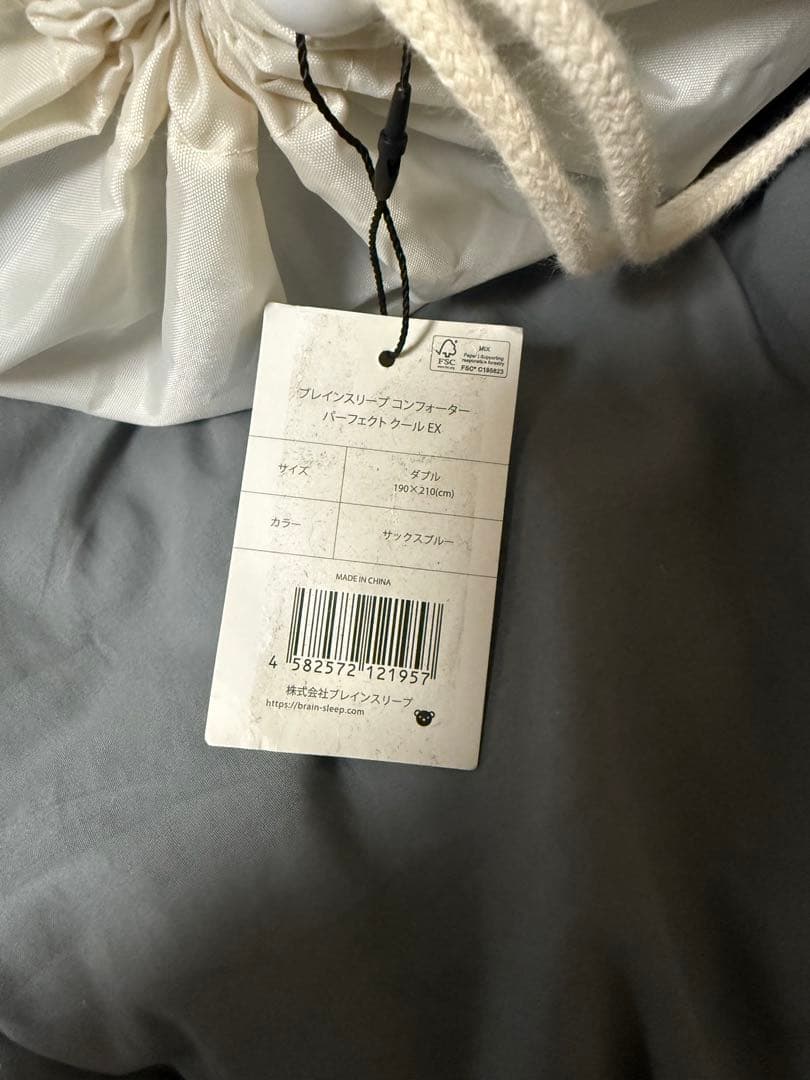 FSC
www.fsc.org
MIX
Paper | Supporting
responsible forestry
FSC® C195823
ブレインスリープ コンフォーター
パーフェクト クール EX
サイズ
ダブル
190×210(cm)
カラー
サックスブルー
MADE IN CHINA
4 582572 121957
株式会社ブレインスリープ
https://brain-sleep.com